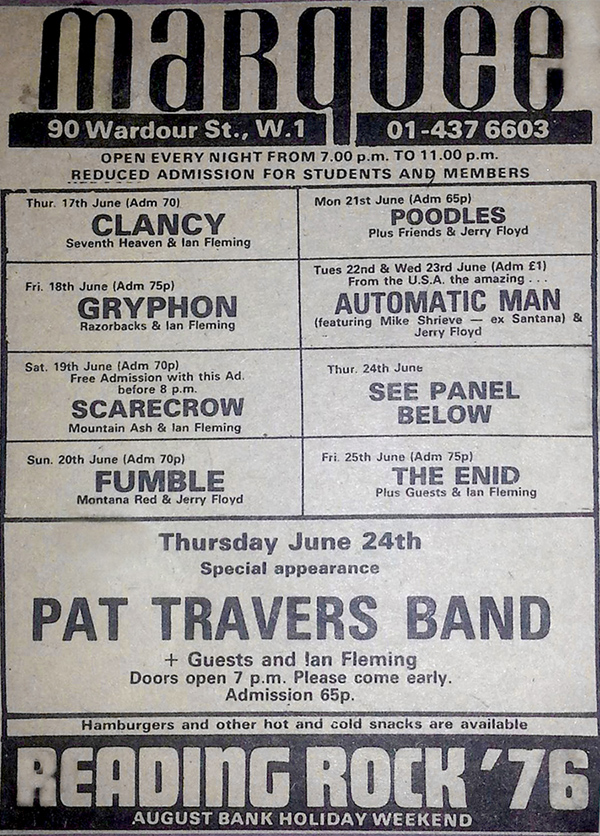 marquee
90 Wardour St., W.1
01-437 6603
OPEN EVERY NIGHT FROM 7.00 p.m. TO 11.00 p.m.
REDUCED ADMISSION FOR STUDENTS AND MEMBERS
Thur. 17th June (Adm 70)
CLANCY
Seventh Heaven & Ian Fleming
Fri. 18th June (Adm 75p)
GRYPHON
Razorbacks & Ian Fleming
Sat. 19th June (Adm 70p)
Free Admission with this Ad.
before 8 p.m.
SCARECROW
Mountain Ash & Ian Fleming
Sun. 20th June (Adm 70p)
FUMBLE
Montana Red & Jerry Floyd
Mon 21st June (Adm 65p)
POODLES
Plus Friends & Jerry Floyd
Tues 22nd & Wed 23rd June (Adm £1)
From the U.S.A. the amazing . . .
AUTOMATIC MAN
(featuring Mike Shrieve — ex Santana) &
Jerry Floyd
Thur. 24th June
SEE PANEL
BELOW
Fri. 25th June (Adm 75p)
THE ENID
Plus Guests & Ian Fleming
Thursday June 24th
Special appearance
PAT TRAVERS BAND
+ Guests and Ian Fleming
Doors open 7 p.m. Please come early.
Admission 65p.
Hamburgers and other hot and cold snacks are available
READING ROCK '76
AUGUST BANK HOLIDAY WEEKEND